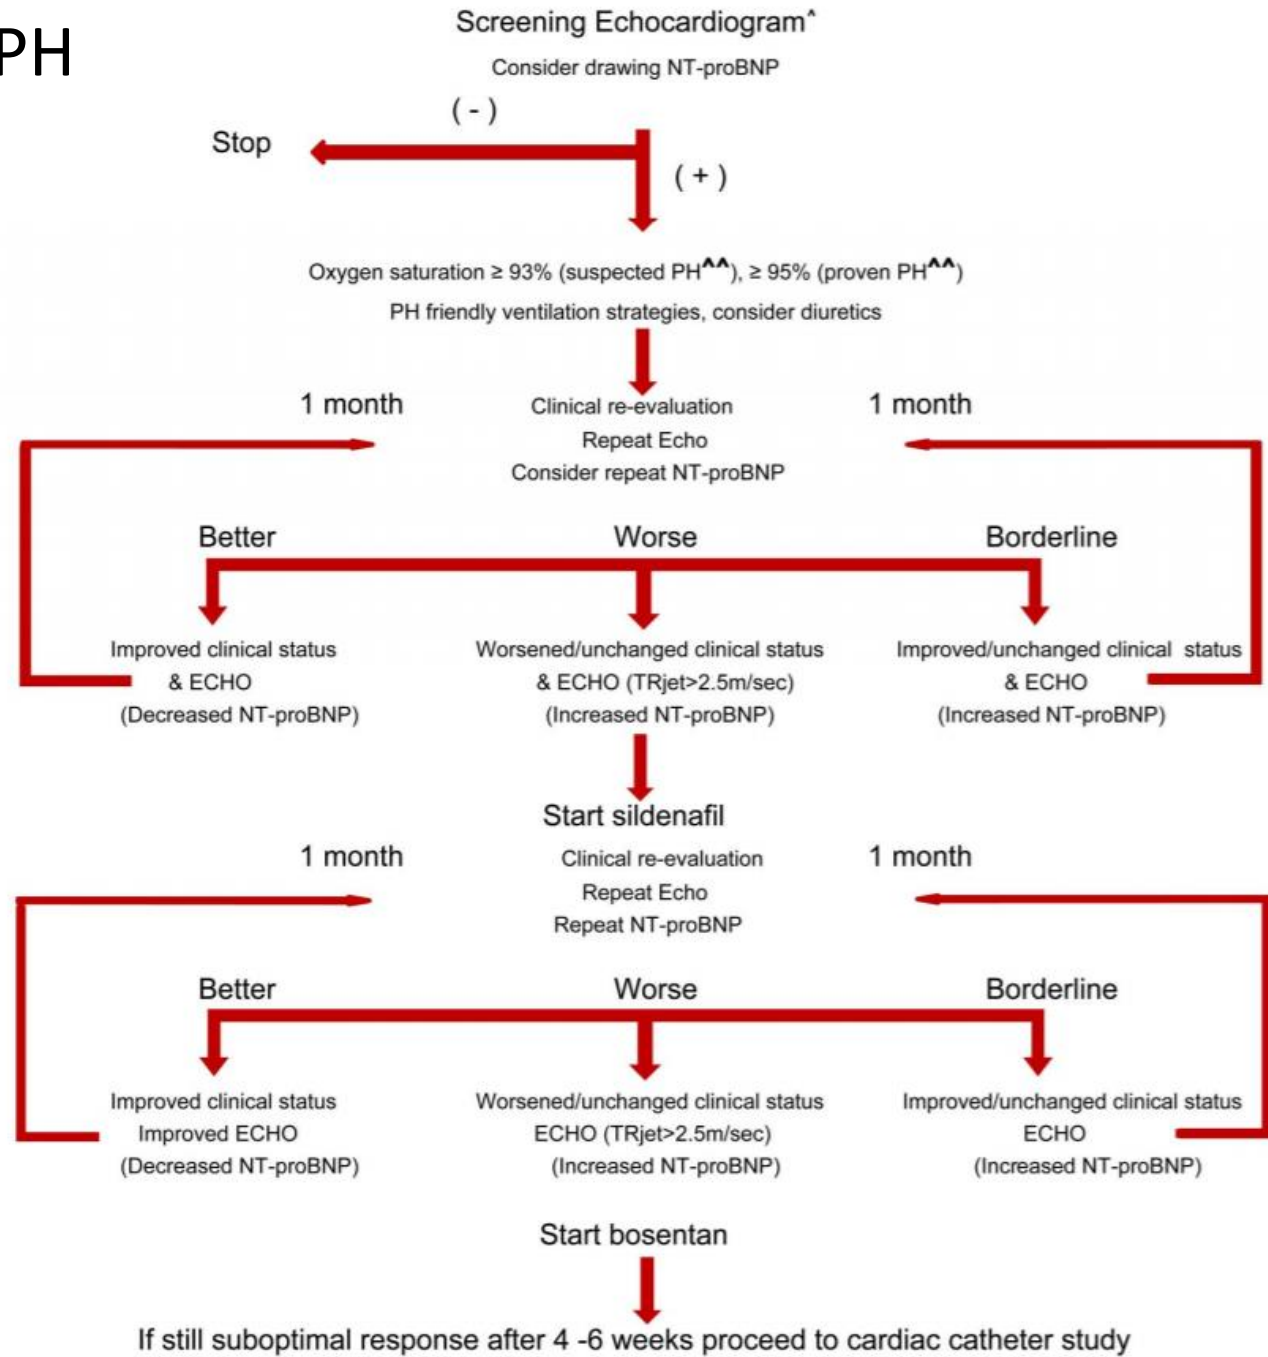 PH
Screening Echocardiogram^
Consider drawing NT-proBNP
( - )
Stop
( + )
Oxygen saturation ≥ 93% (suspected PH^^), ≥ 95% (proven PH^^)
PH friendly ventilation strategies, consider diuretics
1 month
Clinical re-evaluation
1 month
Repeat Echo
Consider repeat NT-proBNP
Better
Worse
Borderline
Improved clinical status
& ECHO
(Decreased NT-proBNP)
Worsened/unchanged clinical status
& ECHO (TRjet>2.5m/sec)
(Increased NT-proBNP)
Improved/unchanged clinical status
& ECHO
(Increased NT-proBNP)
Start sildenafil
1 month
Clinical re-evaluation
1 month
Repeat Echo
Repeat NT-proBNP
Better
Worse
Borderline
Improved clinical status
Improved ECHO
(Decreased NT-proBNP)
Worsened/unchanged clinical status
ECHO (TRjet>2.5m/sec)
(Increased NT-proBNP)
Improved/unchanged clinical status
ECHO
(Increased NT-proBNP)
Start bosentan
If still suboptimal response after 4 -6 weeks proceed to cardiac catheter study